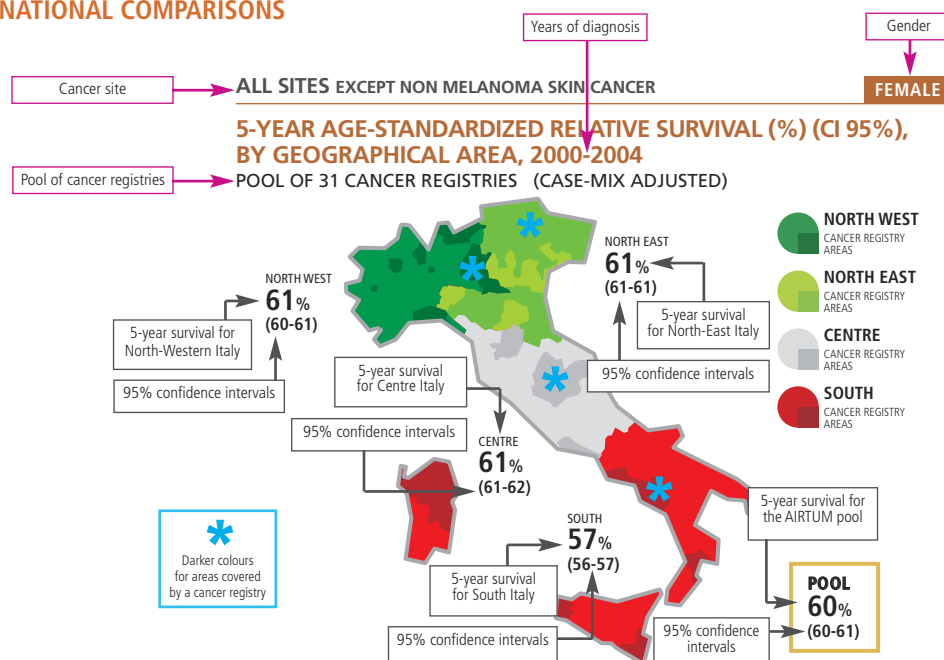 NATIONAL COMPARISONS
Years of diagnosis
Gender
Cancer site
ALL SITES EXCEPT NON MELANOMA SKIN CANCER
FEMALE
5-YEAR AGE-STANDARDIZED RELATIVE SURVIVAL (%) (CI 95%),
BY GEOGRAPHICAL AREA, 2000-2004
Pool of cancer registries
POOL OF 31 CANCER REGISTRIES (CASE-MIX ADJUSTED)
NORTH WEST
CANCER REGISTRY
AREAS
NORTH EAST
CANCER REGISTRY
AREAS
CENTRE
CANCER REGISTRY
AREAS
SOUTH
CANCER REGISTRY
AREAS
NORTH EAST
61%
(61-61)
5-year survival
for North-East Italy
95% confidence intervals
NORTH WEST
61%
(60-61)
5-year survival for
North-Western Italy
95% confidence intervals
5-year survival
for Centre Italy
95% confidence intervals
CENTRE
61%
(61-62)
*
Darker colours
for areas covered
by a cancer registry
SOUTH
57%
(56-57)
5-year survival
for South Italy
95% confidence intervals
5-year survival for
the AIRTUM pool
POOL
60%
(60-61)
95% confidence
intervals